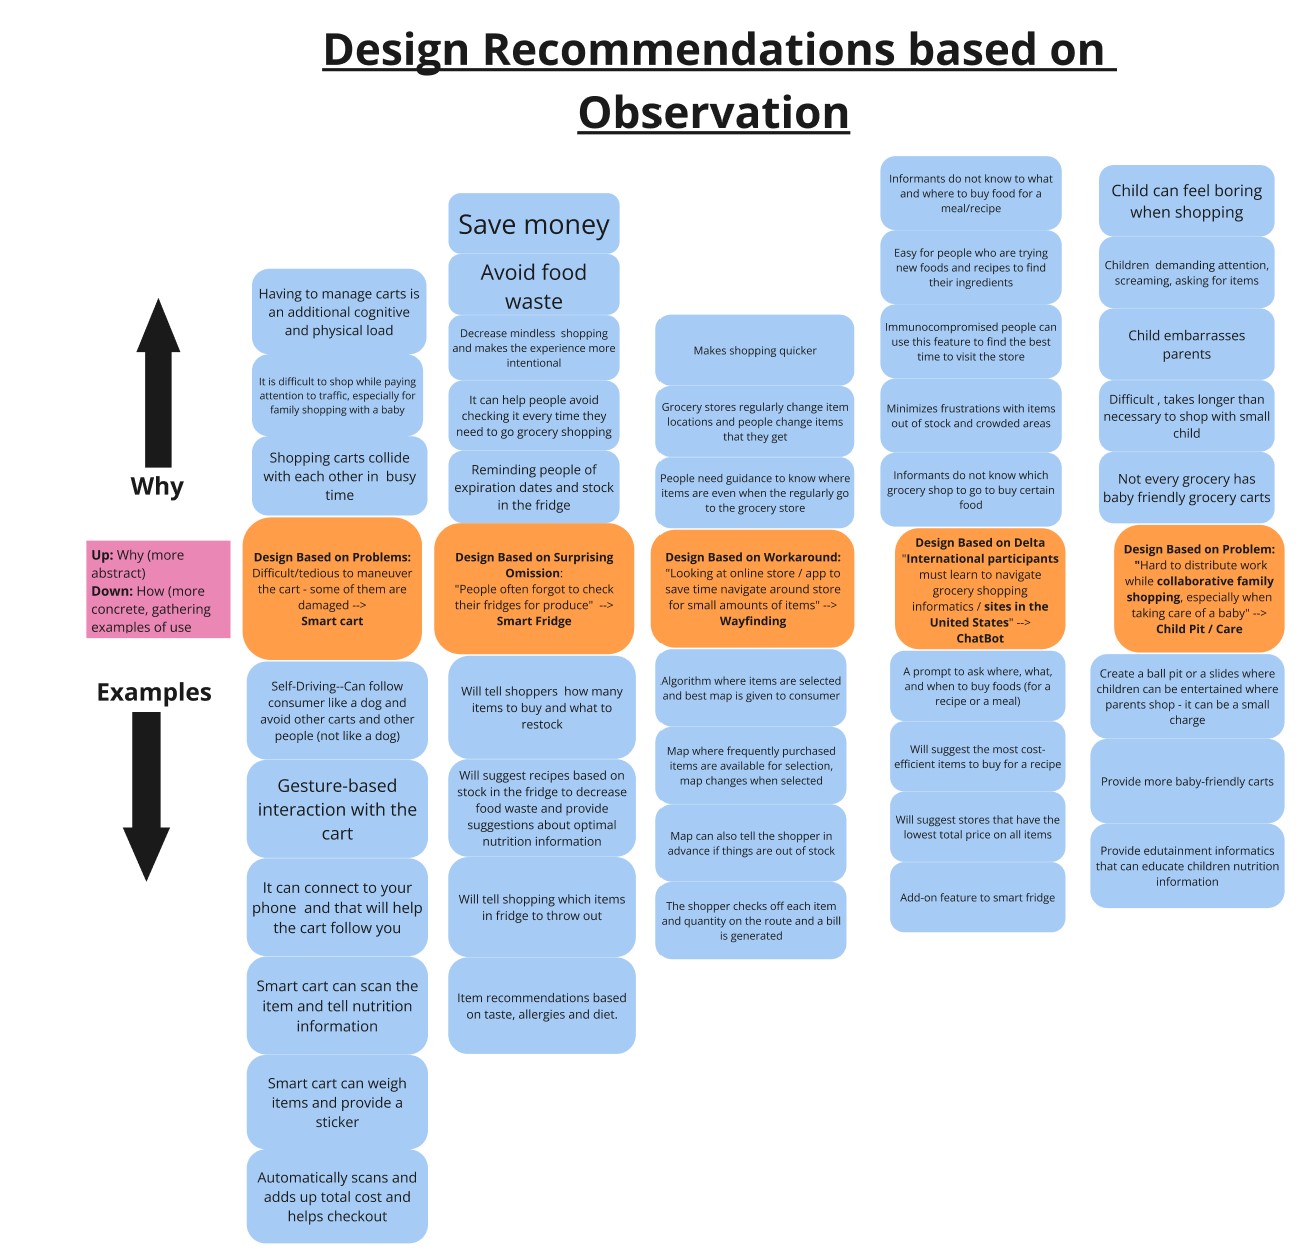 Design Recommendations based on
Observation
Why
Up: Why (more
abstract)
Down: How (more
concrete, gathering
examples of use
Examples
Having to manage carts is
an additional cognitive
and physical load
It is difficult to shop while paying
attention to traffic, especially for
family shopping with a baby
Shopping carts collide
with each other in busy
time
Design Based on Problems:
Difficult/tedious to maneuver
the cart - some of them are
damaged -->
Smart cart
Self-Driving--Can follow
consumer like a dog and
avoid other carts and other
people (not like a dog)
Gesture-based
interaction with the
cart
It can connect to your
phone and that will help
the cart follow you
Smart cart can scan the
item and tell nutrition
information
Smart cart can weigh
items and provide a
sticker
Automatically scans and
adds up total cost and
helps checkout
Save money
Avoid food
waste
Decrease mindless shopping
and makes the experience more
intentional
It can help people avoid
checking it every time they
need to go grocery shopping
Reminding people of
expiration dates and stock
in the fridge
Design Based on Surprising
Omission:
"People often forgot to check
their fridges for produce" -->
Smart Fridge
Will tell shoppers how many
items to buy and what to
restock
Will suggest recipes based on
stock in the fridge to decrease
food waste and provide
suggestions about optimal
nutrition information
Will tell shopping which items
in fridge to throw out
Item recommendations based
on taste, allergies and diet.
Makes shopping quicker
Grocery stores regularly change item
locations and people change items
that they get
People need guidance to know where
items are even when the regularly go
to the grocery store
Design Based on Workaround:
"Looking at online store / app to
save time navigate around store
for small amounts of items" -->
Wayfinding
Algorithm where items are selected
and best map is given to consumer
Map where frequently purchased
items are available for selection,
map changes when selected
Map can also tell the shopper in
advance if things are out of stock
The shopper checks off each item
and quantity on the route and a bill
is generated
Informants do not know to what
and where to buy food for a
meal/recipe
Easy for people who are trying
new foods and recipes to find
their ingredients
Immunocompromised people can
use this feature to find the best
time to visit the store
Minimizes frustrations with items
out of stock and crowded areas
Informants do not know which
grocery shop to go to buy certain
food
Design Based on Delta
"International participants
must learn to navigate
grocery shopping
informatics / sites in the
United States" -->
ChatBot
A prompt to ask where, what,
and when to buy foods (for a
recipe or a meal)
Will suggest the most cost-
efficient items to buy for a recipe
Will suggest stores that have the
lowest total price on all items
Add-on feature to smart fridge
Child can feel boring
when shopping
Children demanding attention,
screaming, asking for items
Child embarrasses
parents
Difficult , takes longer than
necessary to shop with small
child
Not every grocery has
baby friendly grocery carts
Design Based on Problem:
"Hard to distribute work
while collaborative family
shopping, especially when
taking care of a baby" -->
Child Pit / Care
Create a ball pit or a slides where
children can be entertained where
parents shop - it can be a small
charge
Provide more baby-friendly carts
Provide edutainment informatics
that can educate children nutrition
information